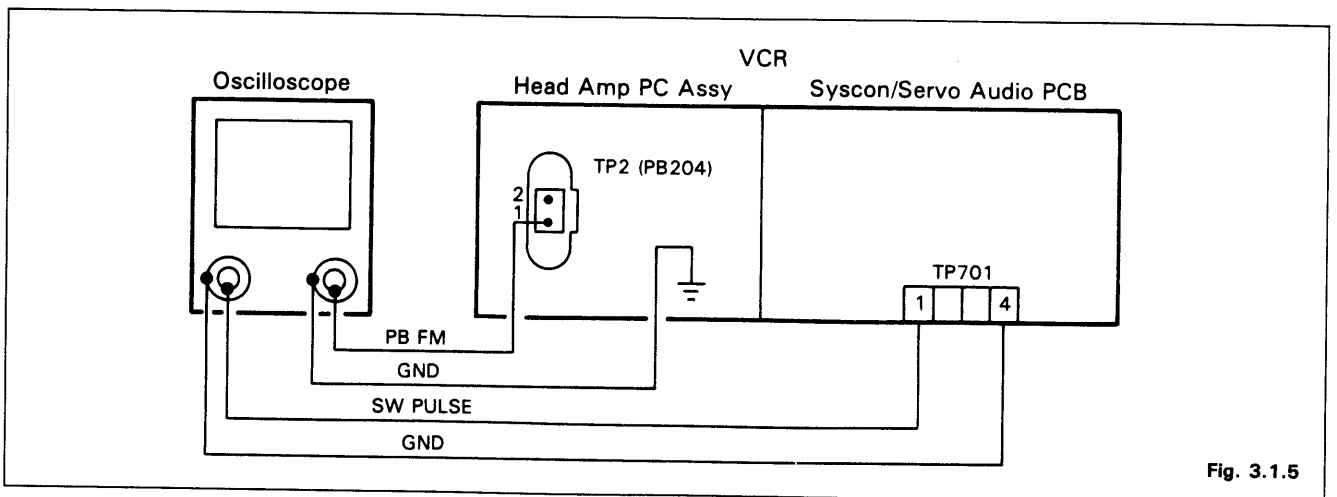 VCR
Oscilloscope
Head Amp PC Assy
Syscon/Servo Audio PCB
TP2 (PB204)
2
1
TP701
1
4
PB FM
GND
SW PULSE
GND
Fig. 3.1.5